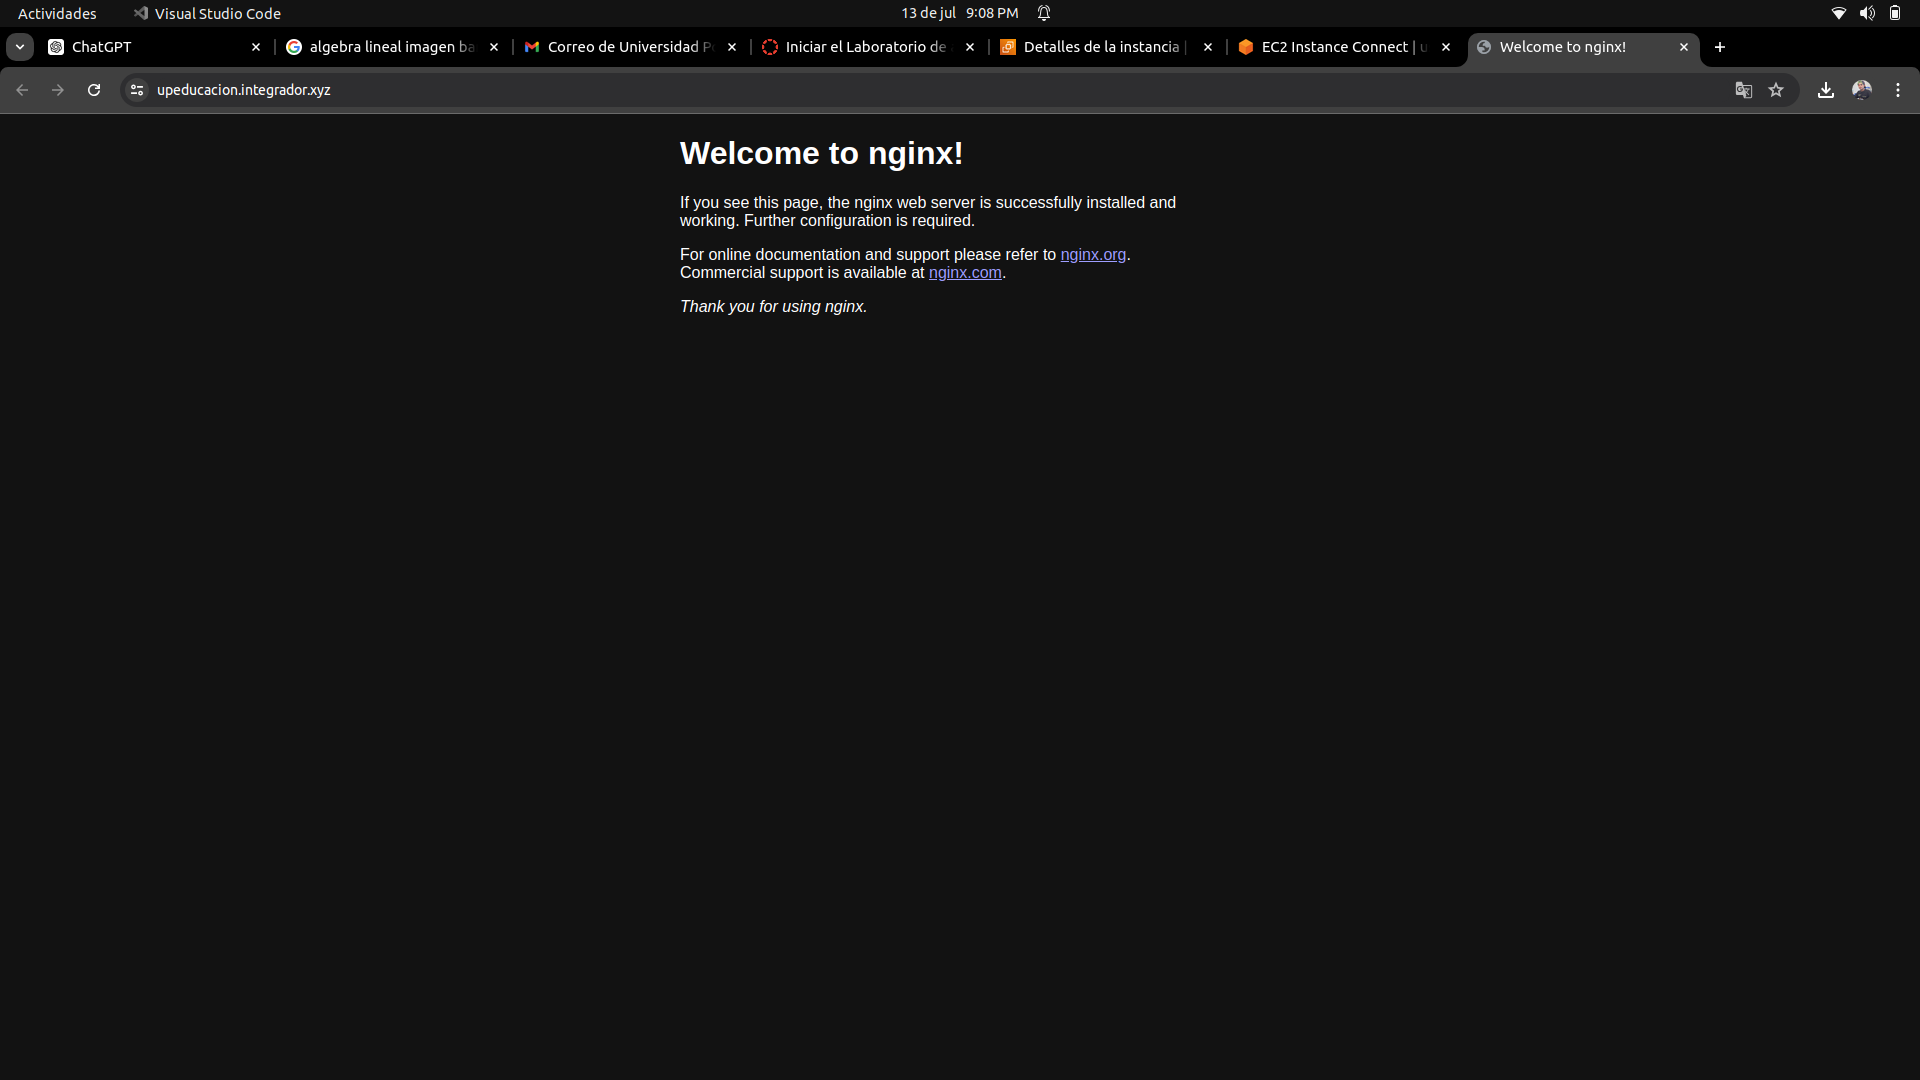 Actividades
Visual Studio Code
13 de jul 9:08 PM
ChatGPT
algebra lineal imagen ba
Correo de Universidad Po
Iniciar el Laboratorio de
Detalles de la instancia |
EC2 Instance Connect | u
Welcome to nginx!
upeducacion.integrador.xyz
Welcome to nginx!
If you see this page, the nginx web server is successfully installed and
working. Further configuration is required.
For online documentation and support please refer to nginx.org.
Commercial support is available at nginx.com.
Thank you for using nginx.